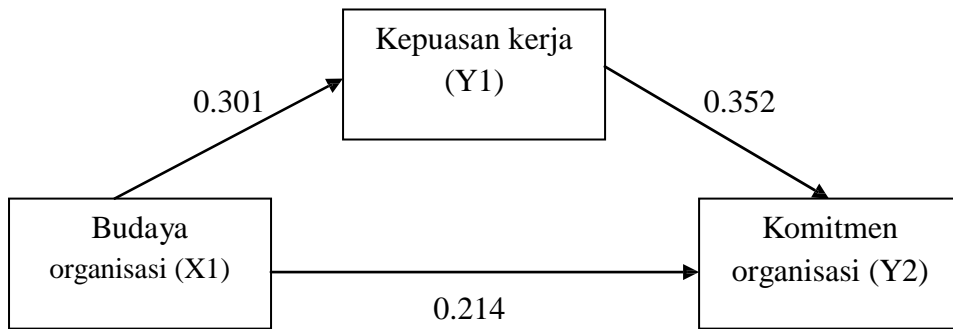 Kepuasan kerja
(Y1)
0.301
0.352
Budaya
organisasi (X1)
Komitmen
organisasi (Y2)
0.214